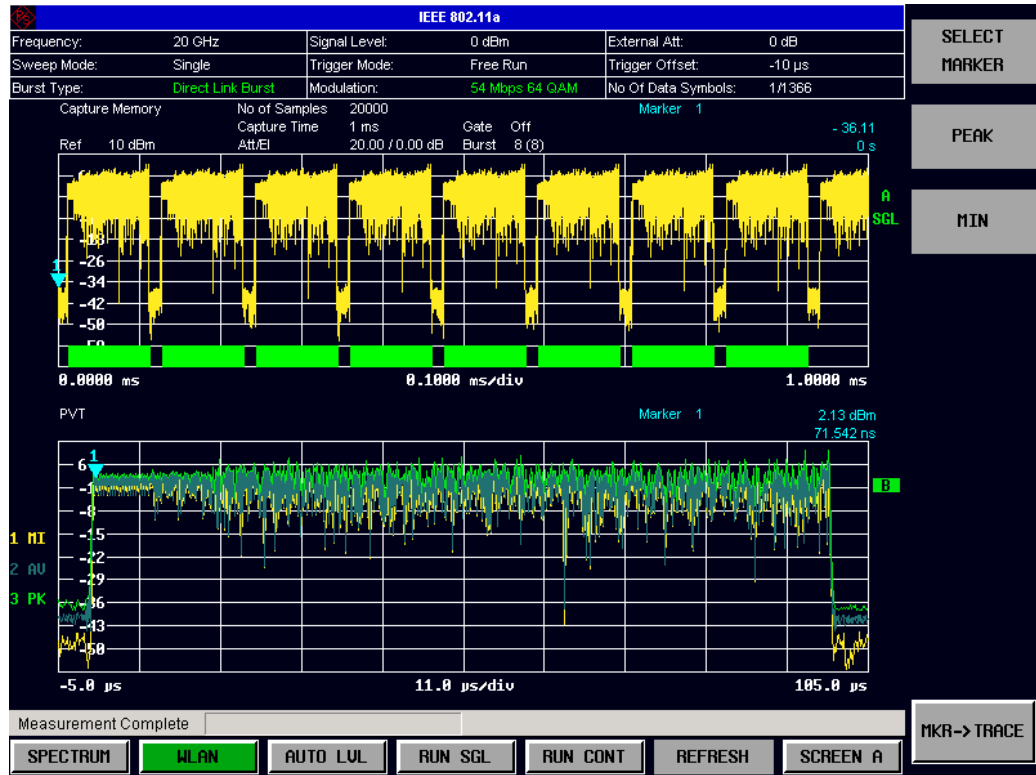 IEEE 802.11a
Frequency: 20 GHz Signal Level: 0 dBm External Att: 0 dB
Sweep Mode: Single Trigger Mode: Free Run Trigger Offset: -10 µs
Burst Type: Direct Link Burst Modulation: 54 Mbps 64 QAM No Of Data Symbols: 1/1366
Capture Memory No of Samples 20000 Marker 1
Capture Time 1 ms Gate Off - 36.11
Ref 10 dBm Att/El 20.00 / 0.00 dB Burst 8 (8) 0 s
A
SGL
-26
1
-34
-42
-50
0.0000 ms 0.1000 ms/div 1.0000 ms
PVT Marker 1 2.13 dBm
71.542 ns
1
6
-1
B
-8
-15
1 MI
-22
2 AV
-29
3 PK
-36
-43
-50
-5.0 µs 11.0 µs/div 105.0 µs
Measurement Complete
SPECTRUM WLAN AUTO LVL RUN SGL RUN CONT REFRESH SCREEN A
SELECT
MARKER
PEAK
MIN
MKR-> TRACE